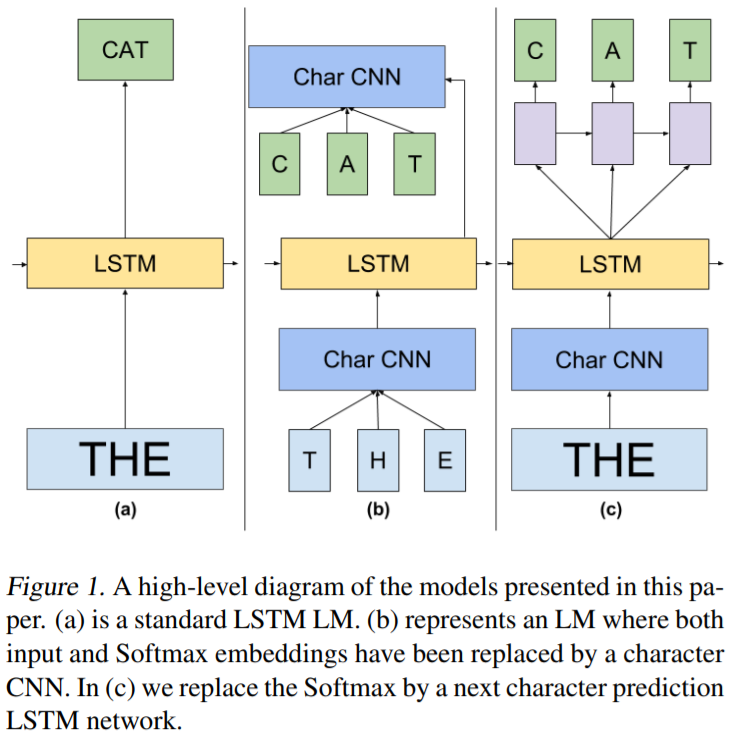 CAT
LSTM
THE
(a)
Char CNN
C A T
LSTM
Char CNN
T H E
(b)
C A T
LSTM
Char CNN
THE
(c)
Figure 1. A high-level diagram of the models presented in this pa-
per. (a) is a standard LSTM LM. (b) represents an LM where both
input and Softmax embeddings have been replaced by a character
CNN. In (c) we replace the Softmax by a next character prediction
LSTM network.